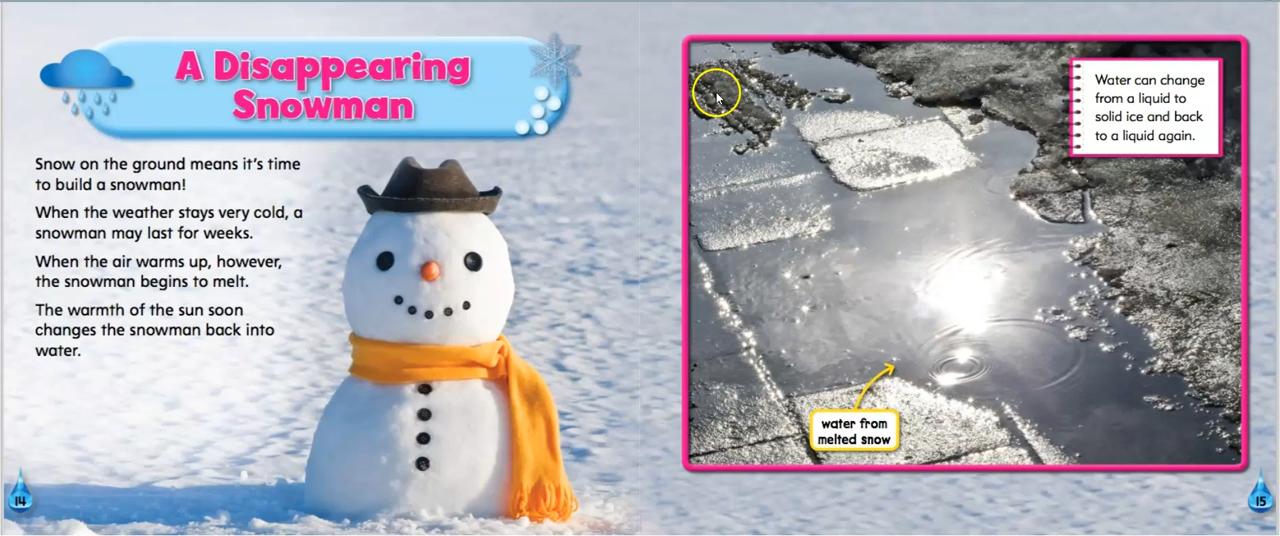 A Disappearing
Snowman
Snow on the ground means it's time
to build a snowman!
When the weather stays very cold, a
snowman may last for weeks.
When the air warms up, however,
the snowman begins to melt.
The warmth of the sun soon
changes the snowman back into
water.
14
Water can change
from a liquid to
solid ice and back
to a liquid again.
water from
melted snow
15